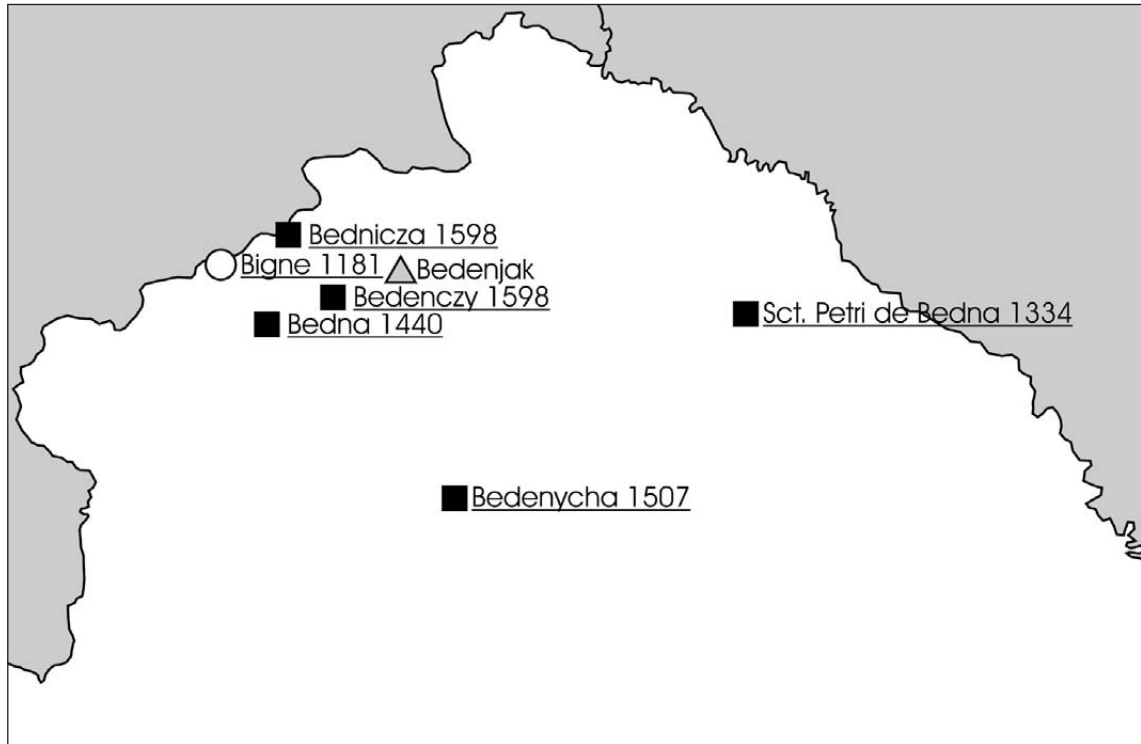 Bednicza 1598
Bigne 1181
Bedenjak
Bedenczy 1598
Bedna 1440
Sct. Petri de Bedna 1334
Bedenycha 1507